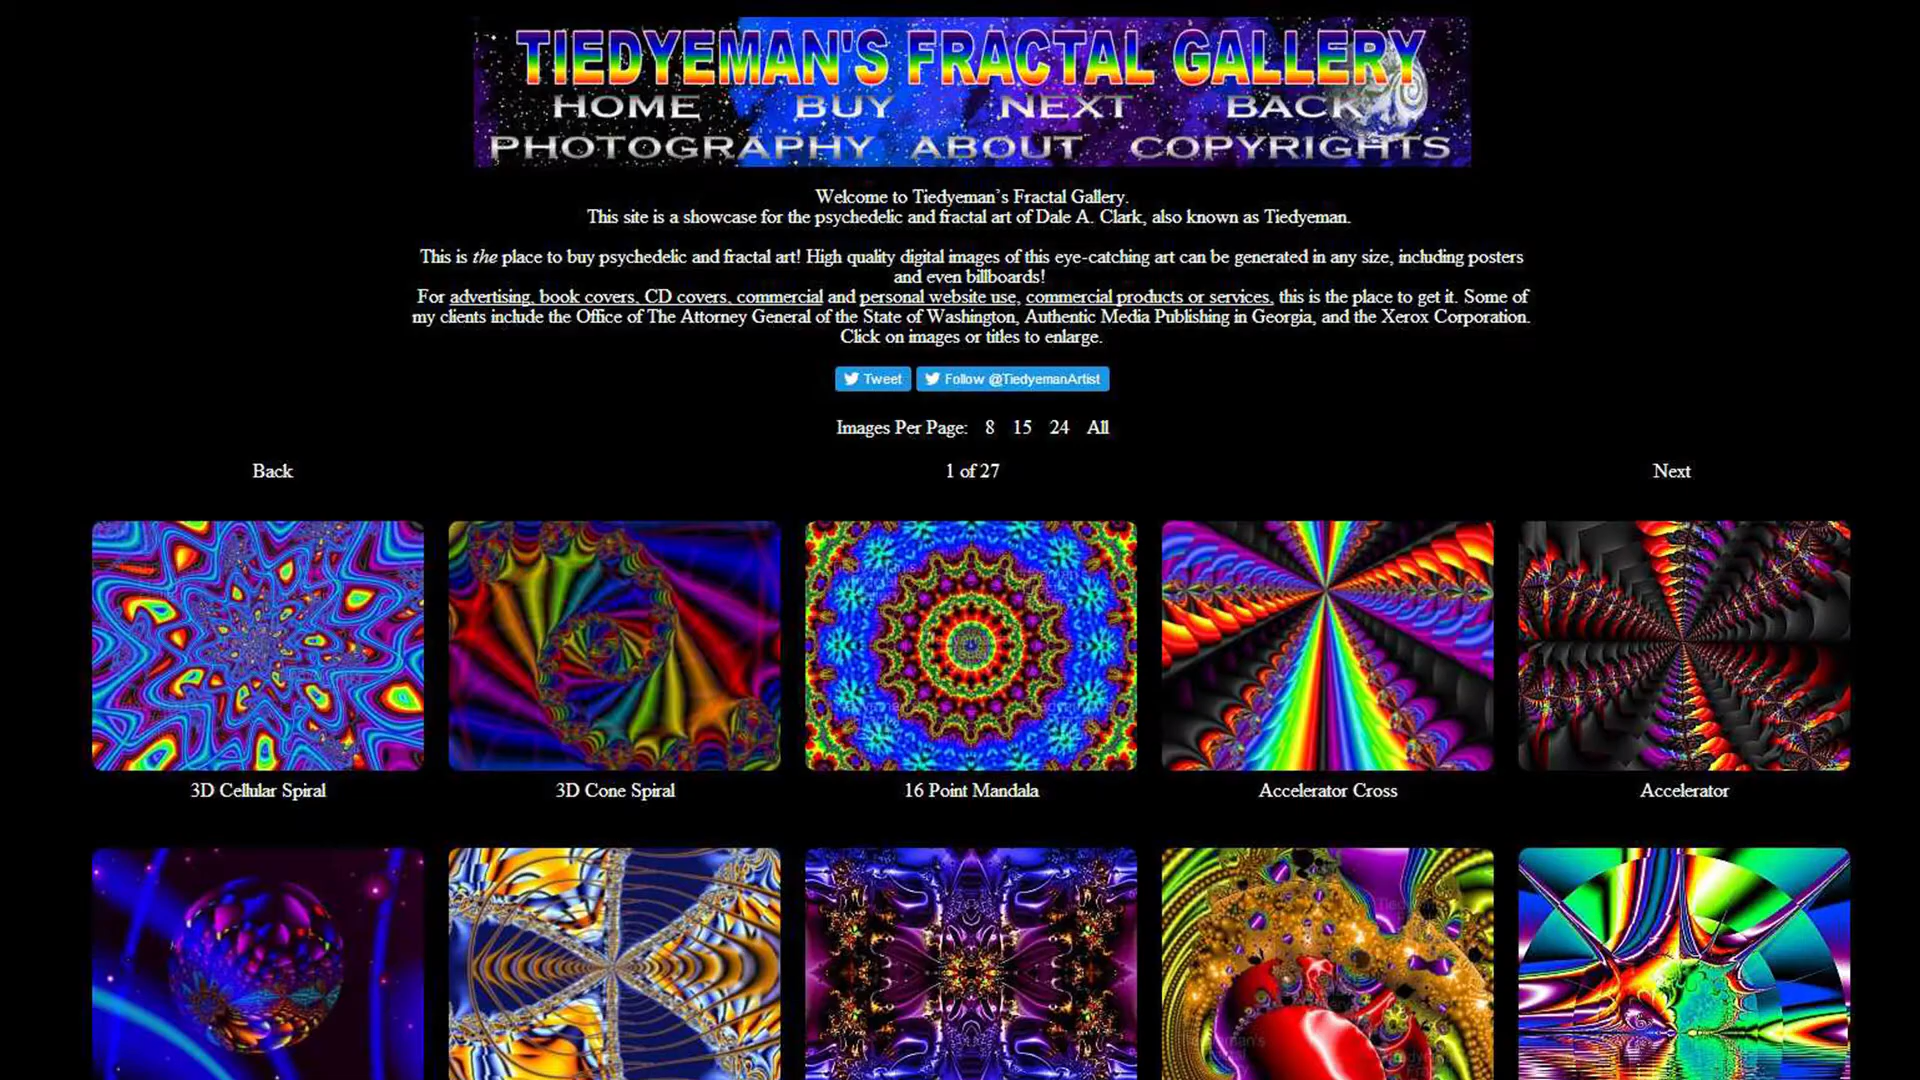 TIEDYEMAN'S FRACTAL GALLERY
HOME BUY NEXT BACK
PHOTOGRAPHY ABOUT COPYRIGHTS
Welcome to Tiedyeman’s Fractal Gallery.
This site is a showcase for the psychedelic and fractal art of Dale A. Clark, also known as Tiedyeman.
This is the place to buy psychedelic and fractal art! High quality digital images of this eye-catching art can be generated in any size, including posters
and even billboards!
For advertising, book covers, CD covers, commercial and personal website use, commercial products or services, this is the place to get it. Some of
my clients include the Office of The Attorney General of the State of Washington, Authentic Media Publishing in Georgia, and the Xerox Corporation.
Click on images or titles to enlarge.
Tweet Follow @TiedyemanArtist
Images Per Page: 8 15 24 All
Back 1 of 27 Next
3D Cellular Spiral 3D Cone Spiral 16 Point Mandala Accelerator Cross Accelerator